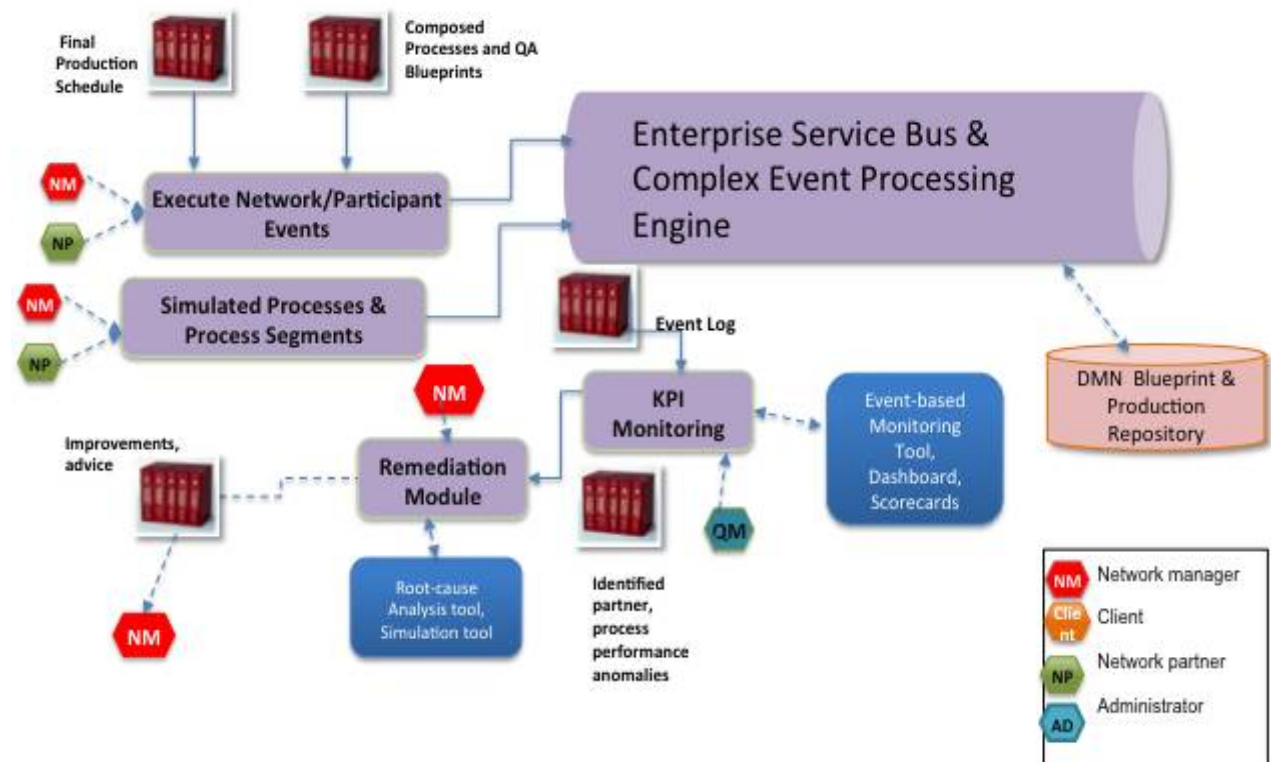 Final
Production
Schedule
Composed
Processes and QA
Blueprints
Enterprise Service Bus &
Complex Event Processing
Engine
NM
NP
Execute Network/Participant
Events
NM
NP
Simulated Processes &
Process Segments
Event Log
NM
KPI
Monitoring
Event-based
Monitoring
Tool,
Dashboard,
Scorecards
DMN Blueprint &
Production
Repository
Improvements,
advice
Remediation
Module
QM
Root-cause
Analysis tool,
Simulation tool
NM
Identified
partner,
process
performance
anomalies
NM
Network manager
Clie
nt
Client
NP
Network partner
AD
Administrator